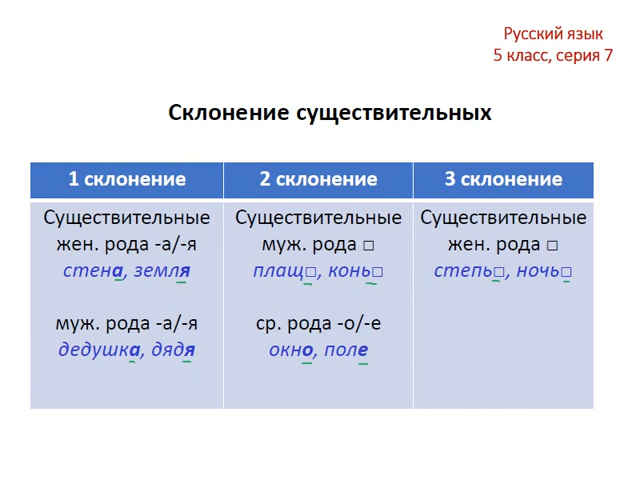 Русский язык
5 класс, серия 7
Склонение существительных
1 склонение
2 склонение
3 склонение
Существительные
жен. рода -а/-я
стена, земля
муж. рода -а/-я
дедушка, дядя
Существительные
муж. рода □
плащ□, конь□
ср. рода -о/-е
окно, поле
Существительные
жен. рода □
степь□, ночь□